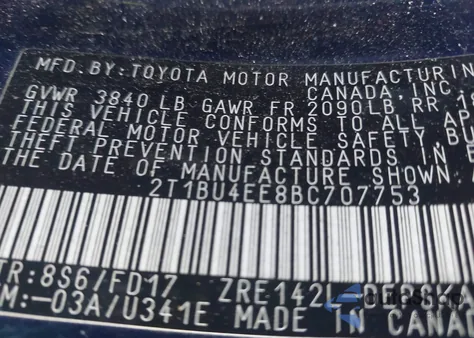 MFD. BY: TOYOTA MOTOR MANUFACTURIN
CANADA, INC.
GVWR 3840 LB GAWR FR 2090LB, RR
THIS VEHICLE CONFORMS TO ALL AP
FEDERAL MOTOR VEHICLE SAFETY, B
THEFT PREVENTION STANDARDS IN E
THE DATE OF MANUFACTURE SHOWN A
2T1BU4EE8BC707753
TR:8S6/FD17 ZRE142L-DE
M:-03A/U341E MADE IN CANA